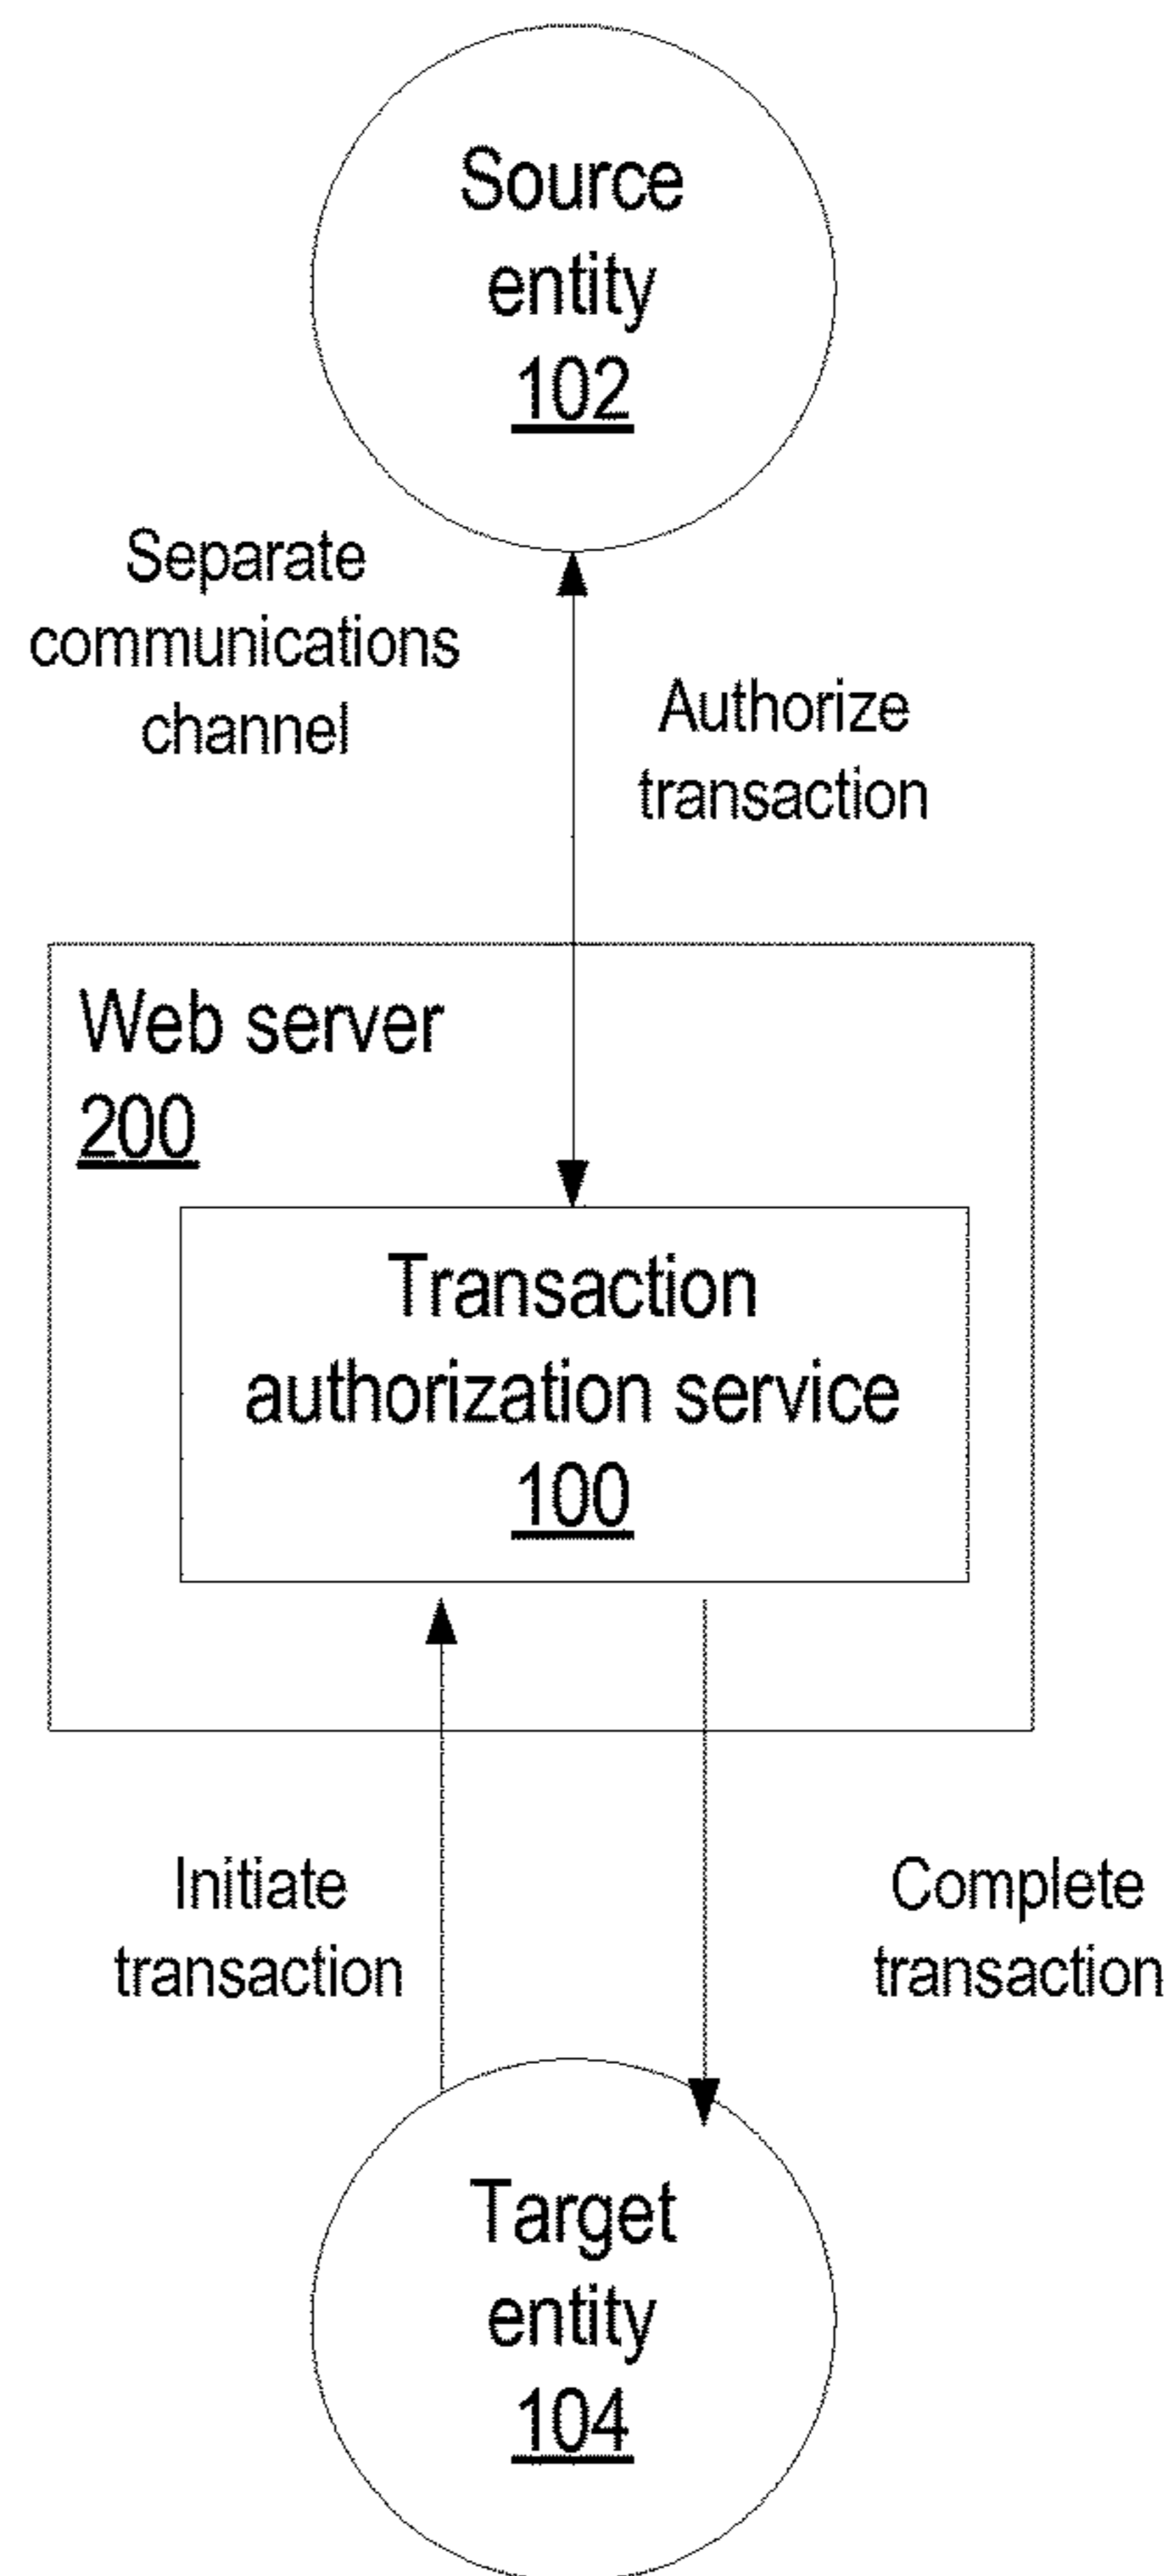 Source
entity
102
Separate
communications
channel
Authorize
transaction
Web server
200
Transaction
authorization service
100
Initiate
transaction
Complete
transaction
Target
entity
104